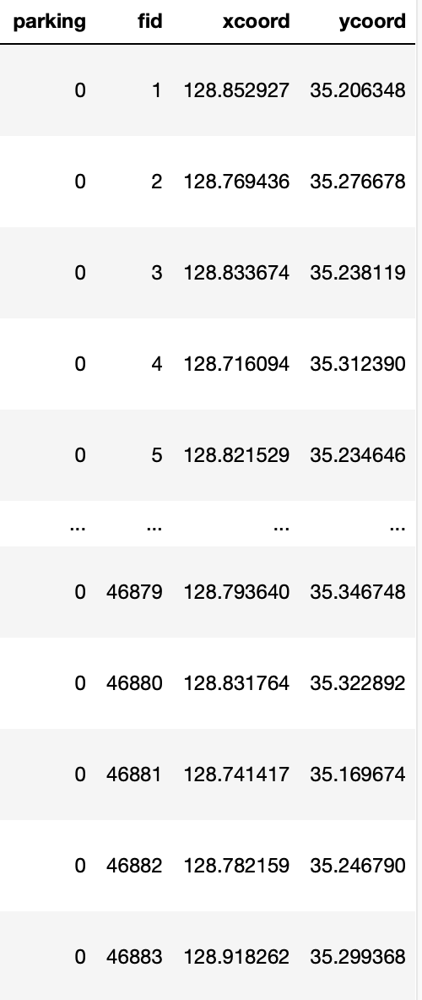 parking fid xcoord ycoord
0 1 128.852927 35.206348
0 2 128.769436 35.276678
0 3 128.833674 35.238119
0 4 128.716094 35.312390
0 5 128.821529 35.234646
... ... ... ...
0 46879 128.793640 35.346748
0 46880 128.831764 35.322892
0 46881 128.741417 35.169674
0 46882 128.782159 35.246790
0 46883 128.918262 35.299368